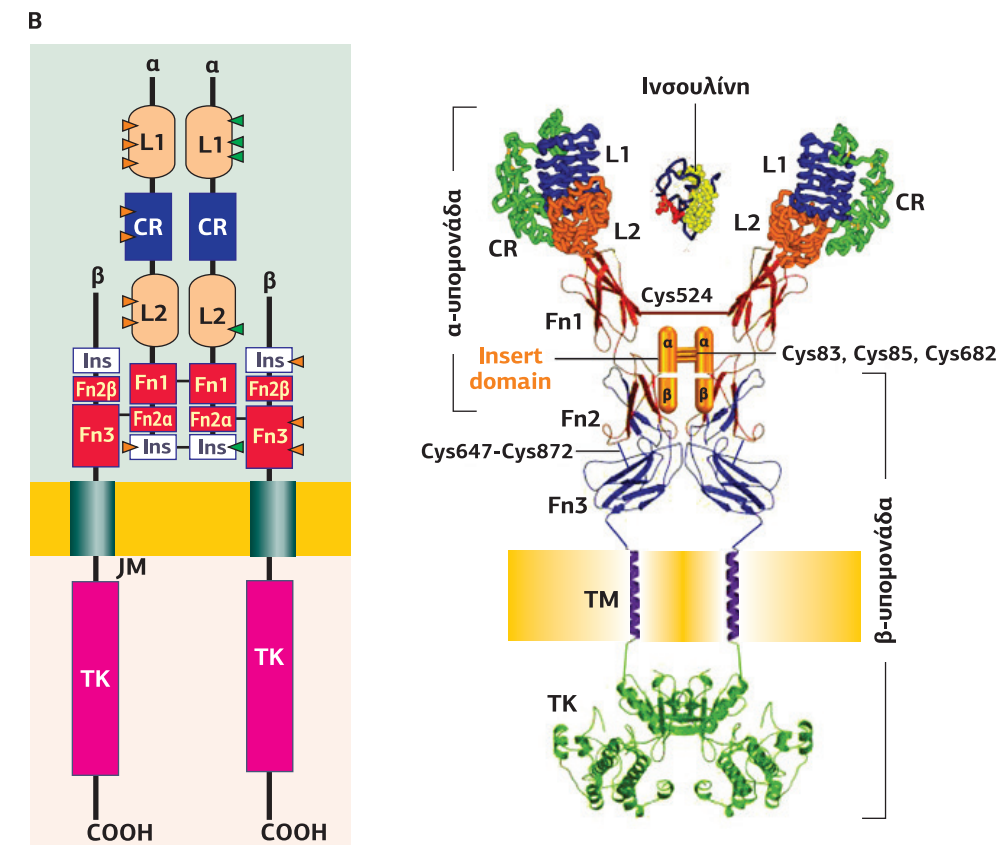 B
α
α
L1
L1
CR
CR
β
β
L2
L2
Ins
Ins
Fn2β
Fn1
Fn1
Fn2β
Fn3
Fn2α
Fn2α
Fn3
Ins
Ins
JM
TK
TK
COOH
COOH
Ινσουλίνη
α-υπομονάδα
L1
L1
CR
CR
L2
L2
Cys524
Fn1
Insert
domain
α
α
Cys83, Cys85, Cys682
β
β
Fn2
Cys647-Cys872
Fn3
β-υπομονάδα
TM
TK